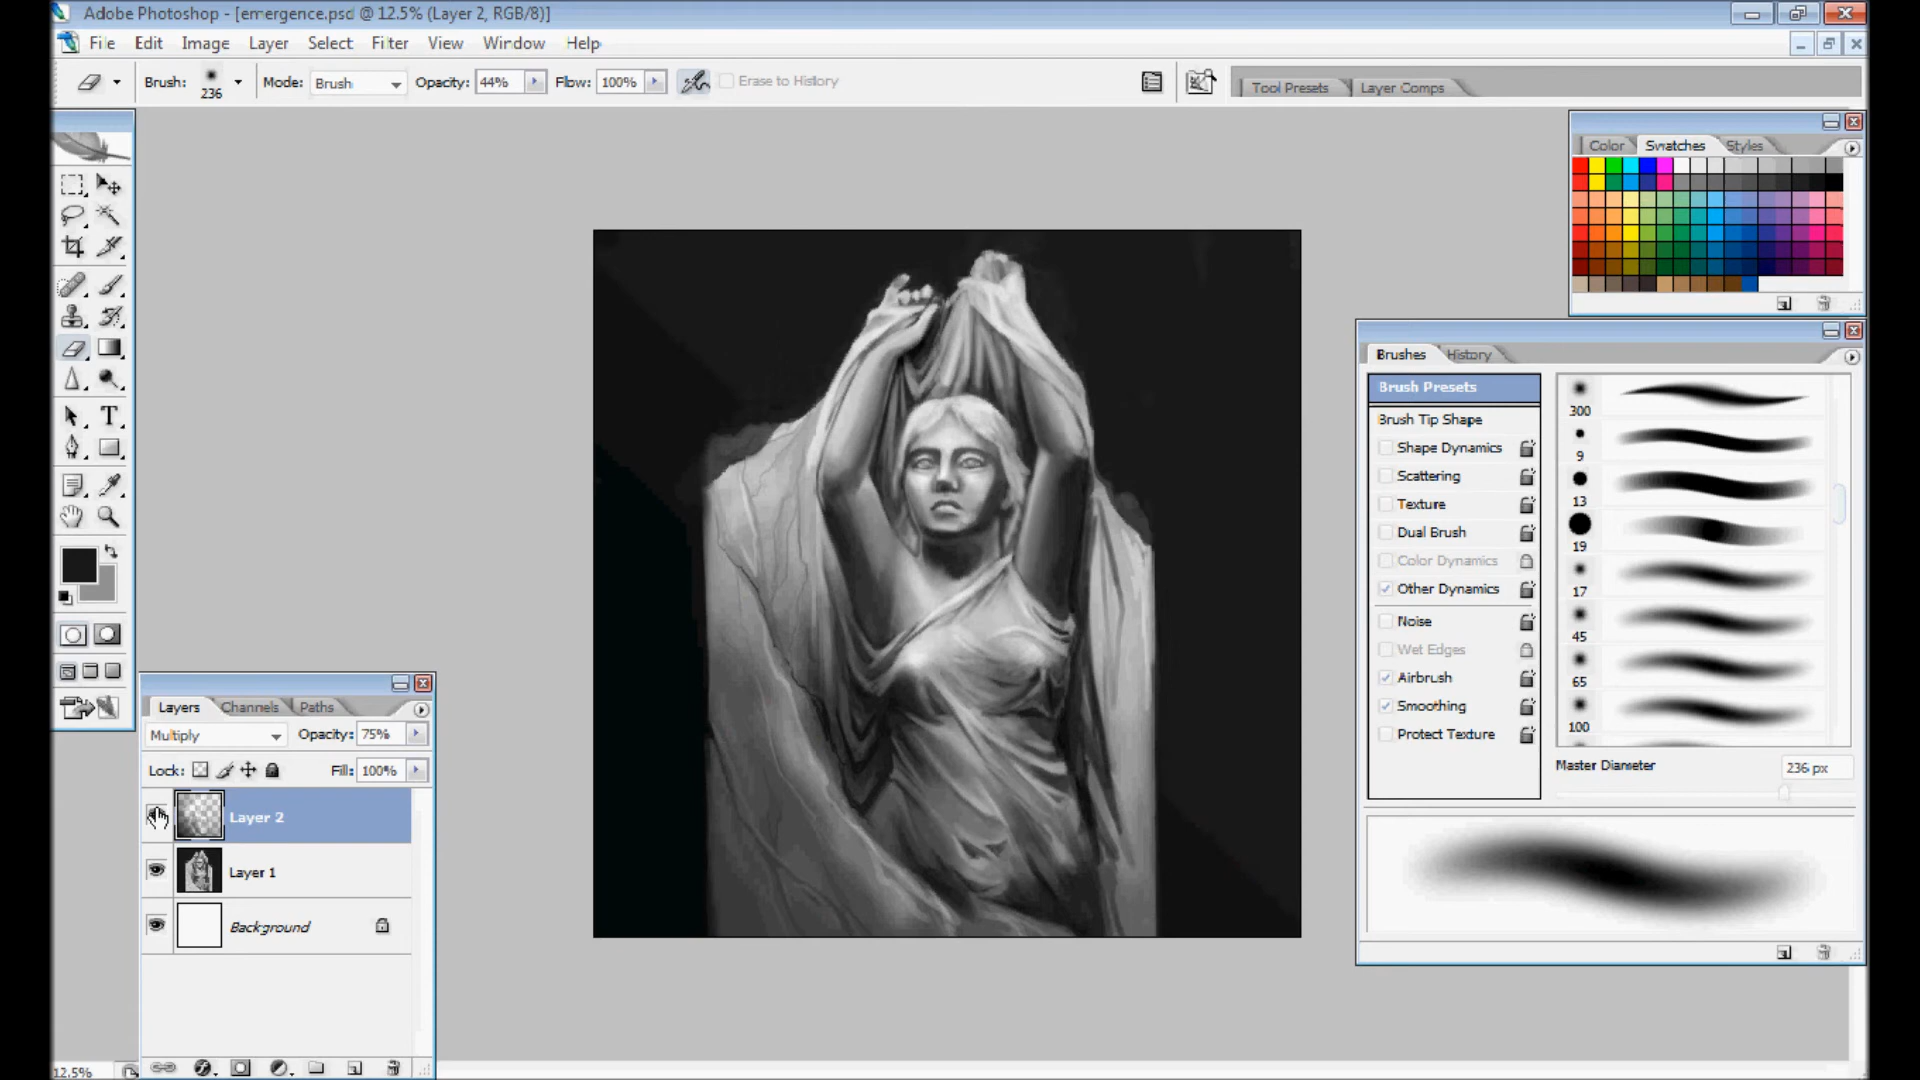 Adobe Photoshop - [emergence.psd @ 12.5% (Layer 2, RGB/8)]
File Edit Image Layer Select Filter View Window Help
Brush: 236 Mode: Brush Opacity: 44% Flow: 100% Erase to History
Tool Presets Layer Comps
Color Swatches Styles
Brushes History
Brush Presets
Brush Tip Shape
Shape Dynamics
Scattering
Texture
Dual Brush
Color Dynamics
Other Dynamics
Noise
Wet Edges
Airbrush
Smoothing
Protect Texture
300
9
13
19
17
45
65
100
Master Diameter 236 px
Layers Channels Paths
Multiply Opacity: 75%
Lock: Fill: 100%
Layer 2
Layer 1
Background
12.5%